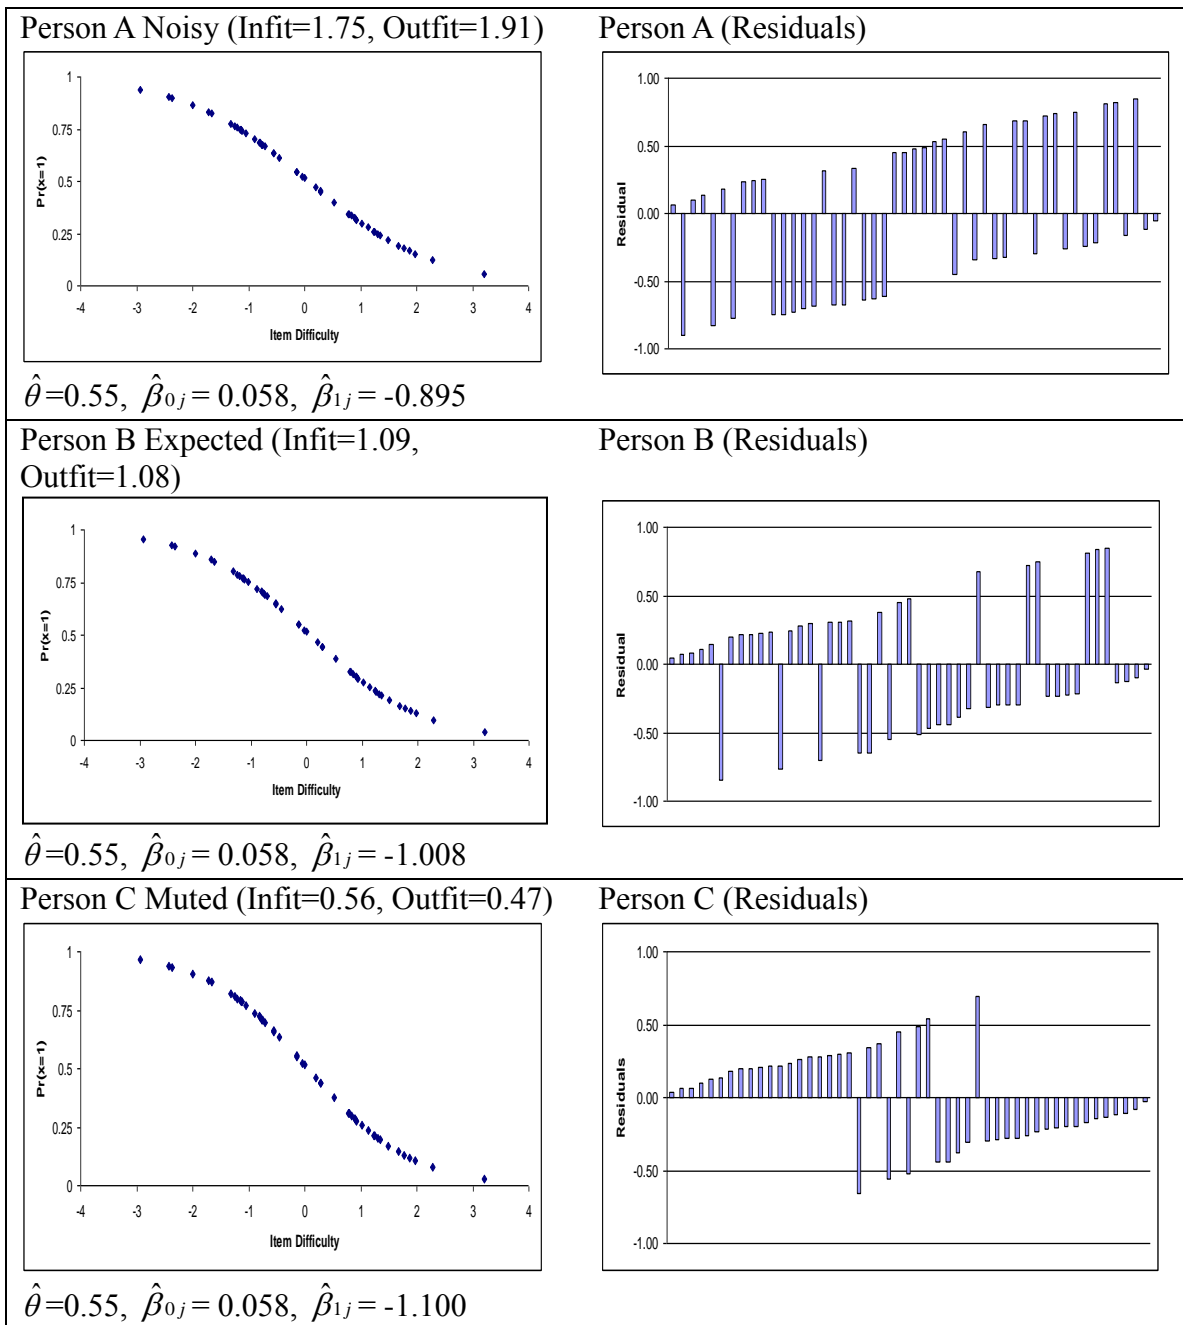 Person A Noisy (Infit=1.75, Outfit=1.91)
Person A (Residuals)
1
0.75
0.5
0.25
0
Pr(x=1)
-4 -3 -2 -1 0 1 2 3 4
Item Difficulty
1.00
0.50
0.00
-0.50
-1.00
Residual
θ̂=0.55, β̂0j = 0.058, β̂1j = -0.895
Person B Expected (Infit=1.09,
Outfit=1.08)
Person B (Residuals)
1
0.75
0.5
0.25
0
Pr(x=1)
-4 -3 -2 -1 0 1 2 3 4
Item Difficulty
1.00
0.50
0.00
-0.50
-1.00
Residual
θ̂=0.55, β̂0j = 0.058, β̂1j = -1.008
Person C Muted (Infit=0.56, Outfit=0.47)
Person C (Residuals)
1
0.75
0.5
0.25
0
Pr(x=1)
-4 -3 -2 -1 0 1 2 3 4
Item Difficulty
1.00
0.50
0.00
-0.50
-1.00
Residuals
θ̂=0.55, β̂0j = 0.058, β̂1j = -1.100